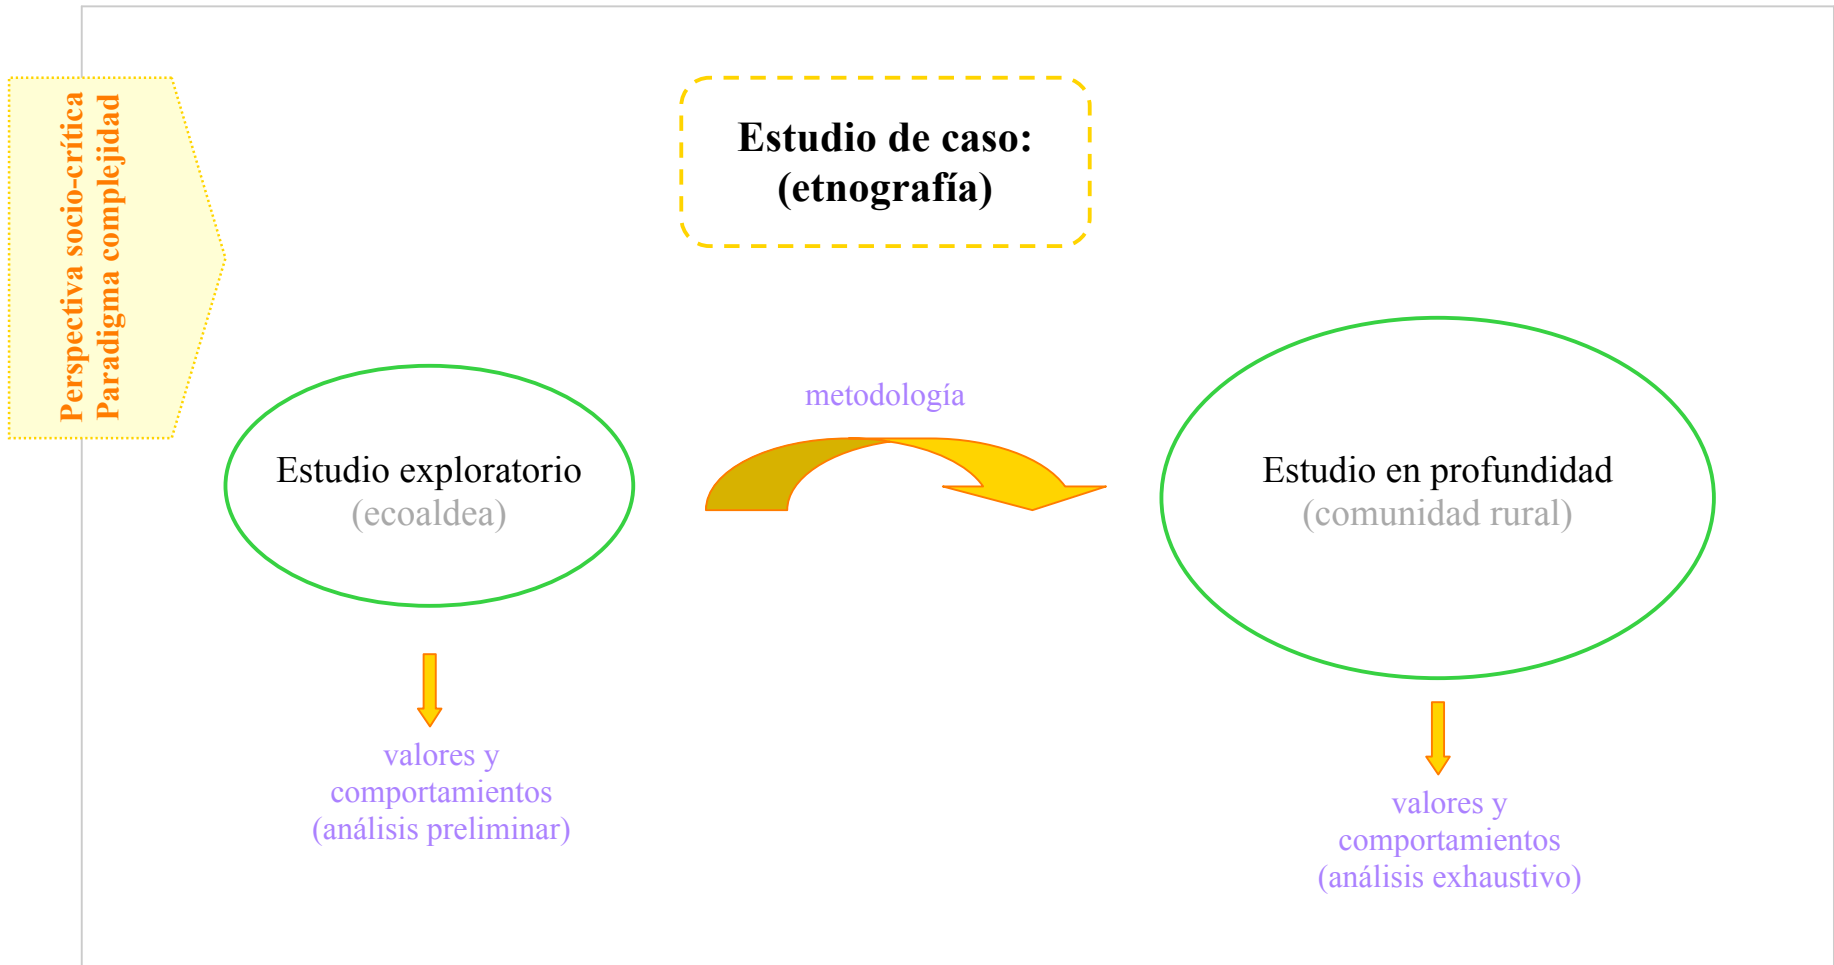 Perspectiva socio-crítica
Paradigma complejidad
Estudio de caso:
(etnografía)
metodología
Estudio exploratorio
(ecoaldea)
Estudio en profundidad
(comunidad rural)
valores y
comportamientos
(análisis preliminar)
valores y
comportamientos
(análisis exhaustivo)